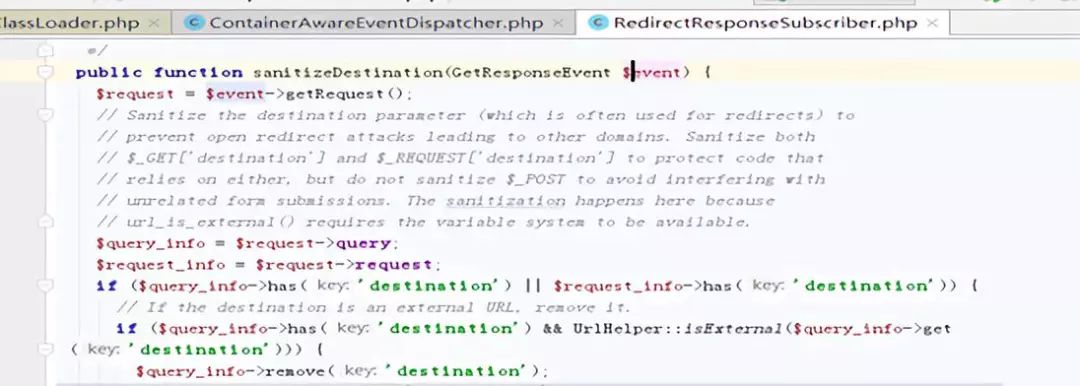 lassLoader.php × ContainerAwareEventDispatcher.php × RedirectResponseSubscriber.php ×
*/
public function sanitizeDestination(GetResponseEvent $event) {
$request = $event->getRequest();
// Sanitize the destination parameter (which is often used for redirects) to
// prevent open redirect attacks leading to other domains. Sanitize both
// $_GET['destination'] and $_REQUEST['destination'] to protect code that
// relies on either, but do not sanitize $_POST to avoid interfering with
// unrelated form submissions. The sanitization happens here because
// url_is_external() requires the variable system to be available.
$query_info = $request->query;
$request_info = $request->request;
if ($query_info->has( key: 'destination') || $request_info->has( key: 'destination')) {
// If the destination is an external URL, remove it.
if ($query_info->has( key: 'destination') && UrlHelper::isExternal($query_info->get
( key: 'destination'))) {
$query_info->remove( key: 'destination');